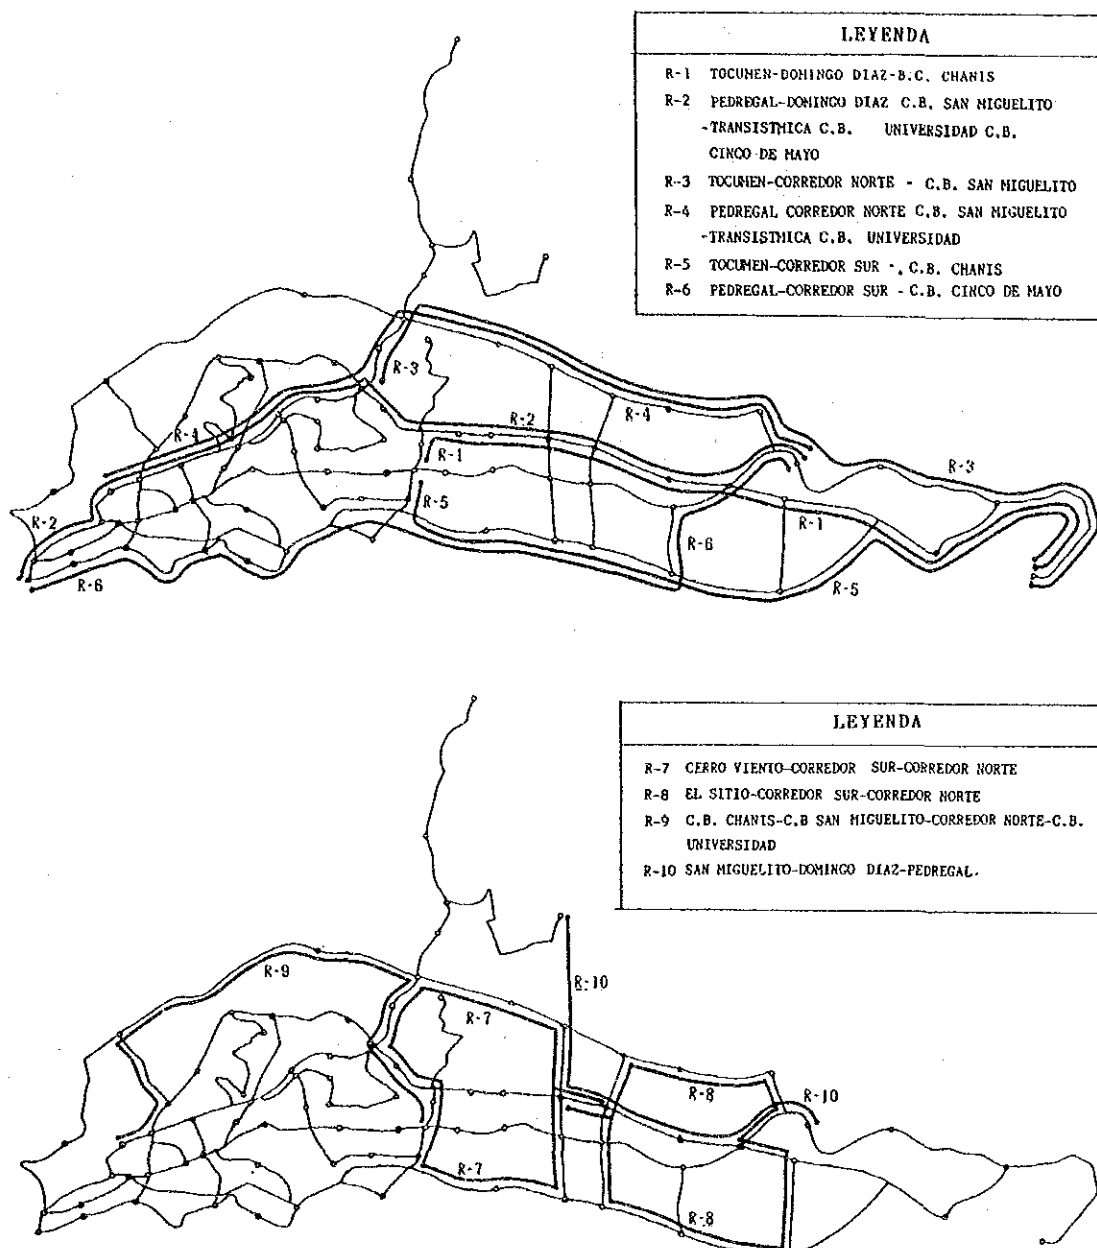 LEYENDA
R-1 TOCUMEN-DOMINGO DIAZ-B.C. CHANIS
R-2 PEDREGAL-DOMINGO DIAZ C.B. SAN MIGUELITO
-TRANSISTMICA C.B. UNIVERSIDAD C.B.
CINCO DE MAYO
R-3 TOCUMEN-CORREDOR NORTE - C.B. SAN MIGUELITO
R-4 PEDREGAL CORREDOR NORTE C.B. SAN MIGUELITO
-TRANSISTMICA C.B. UNIVERSIDAD
R-5 TOCUMEN-CORREDOR SUR -. C.B. CHANIS
R-6 PEDREGAL-CORREDOR SUR - C.B. CINCO DE MAYO
R-3
R-4
R-2
R-4
R-1
R-3
R-5
R-2
R-1
R-6
R-6
R-5
LEYENDA
R-7 CERRO VIENTO-CORREDOR SUR-CORREDOR NORTE
R-8 EL SITIO-CORREDOR SUR-CORREDOR NORTE
R-9 C.B. CHANIS-C.B SAN MIGUELITO-CORREDOR NORTE-C.B.
UNIVERSIDAD
R-10 SAN MIGUELITO-DOMINGO DIAZ-PEDREGAL.
R-9
R-10
R-7
R-8
R-10
R-7
R-8